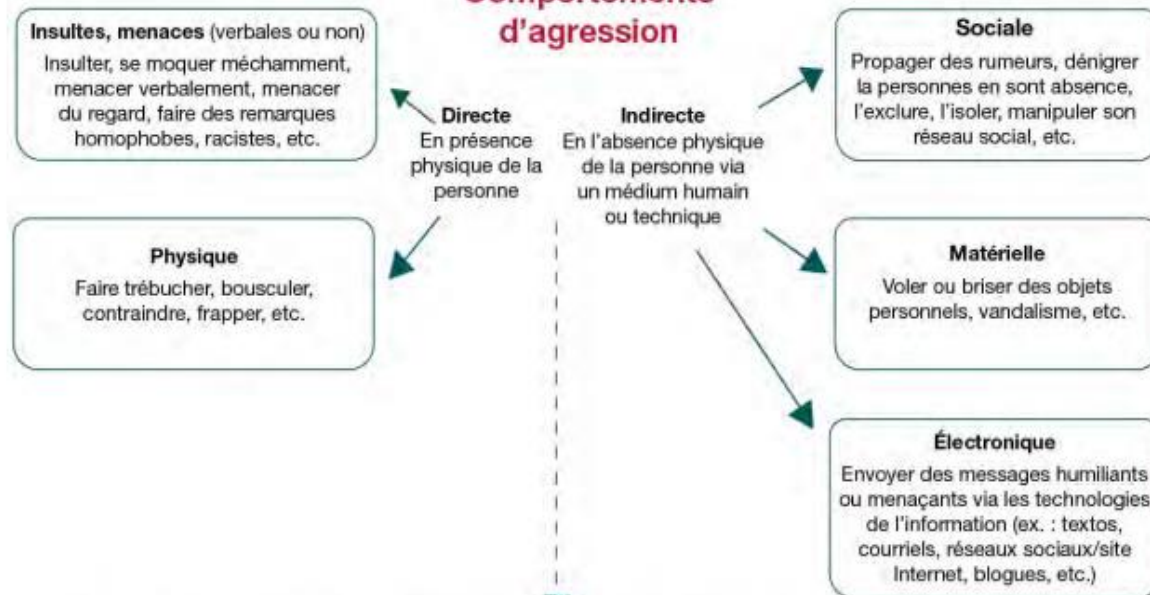 Comportements
d'agression
Insultes, menaces (verbales ou non)
Insulter, se moquer méchamment,
menacer verbalement, menacer
du regard, faire des remarques
homophobes, racistes, etc.
Directe
En présence
physique de la
personne
Physique
Faire trébucher, bousculer,
contraindre, frapper, etc.
Indirecte
En l'absence physique
de la personne via
un médium humain
ou technique
Sociale
Propager des rumeurs, dénigrer
la personnes en sont absence,
l'exclure, l'isoler, manipuler son
réseau social, etc.
Matérielle
Voler ou briser des objets
personnels, vandalisme, etc.
Électronique
Envoyer des messages humiliants
ou menaçants via les technologies
de l'information (ex. : textos,
courriels, réseaux sociaux/site
Internet, blogues, etc.)